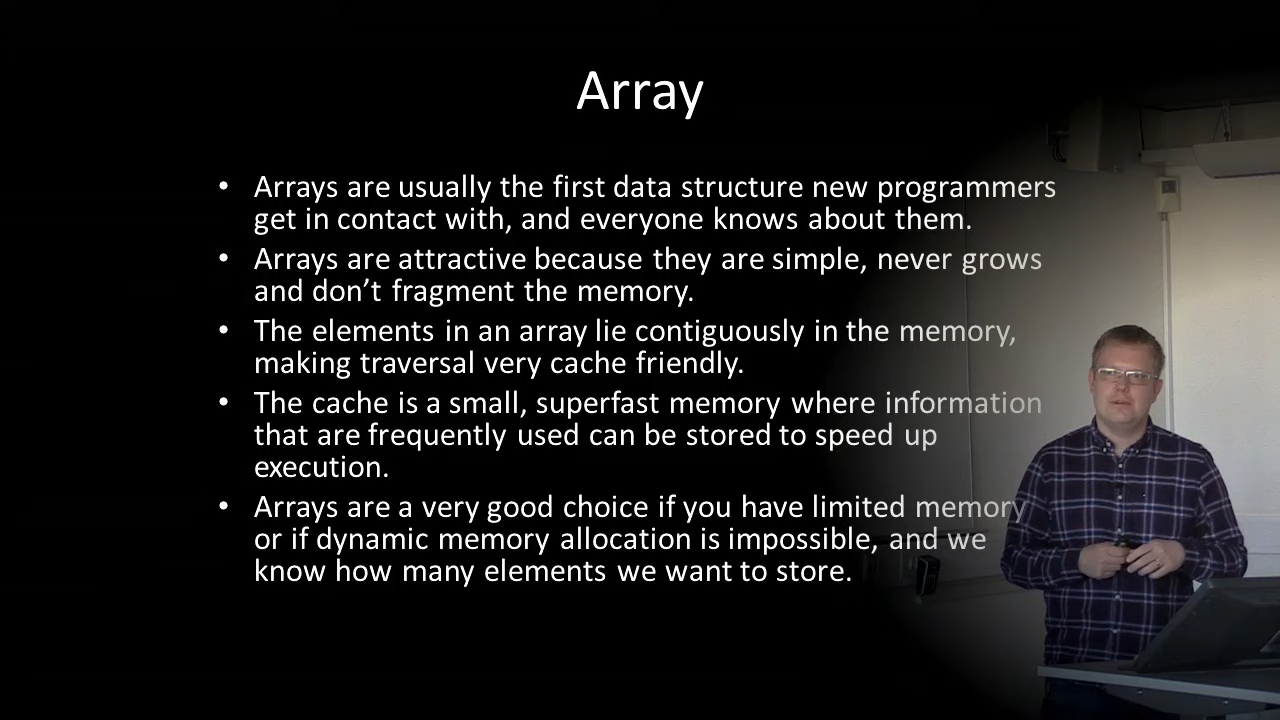 Array
• Arrays are usually the first data structure new programmers
get in contact with, and everyone knows about them.
• Arrays are attractive because they are simple, never grows
and don’t fragment the memory.
• The elements in an array lie contiguously in the memory,
making traversal very cache friendly.
• The cache is a small, superfast memory where information
that are frequently used can be stored to speed up
execution.
• Arrays are a very good choice if you have limited memory
or if dynamic memory allocation is impossible, and we
know how many elements we want to store.